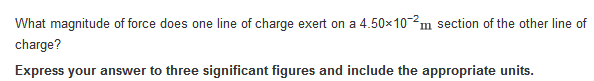 What magnitude of force does one line of charge exert on a 4.50×10⁻²m section of the other line of
charge?
Express your answer to three significant figures and include the appropriate units.